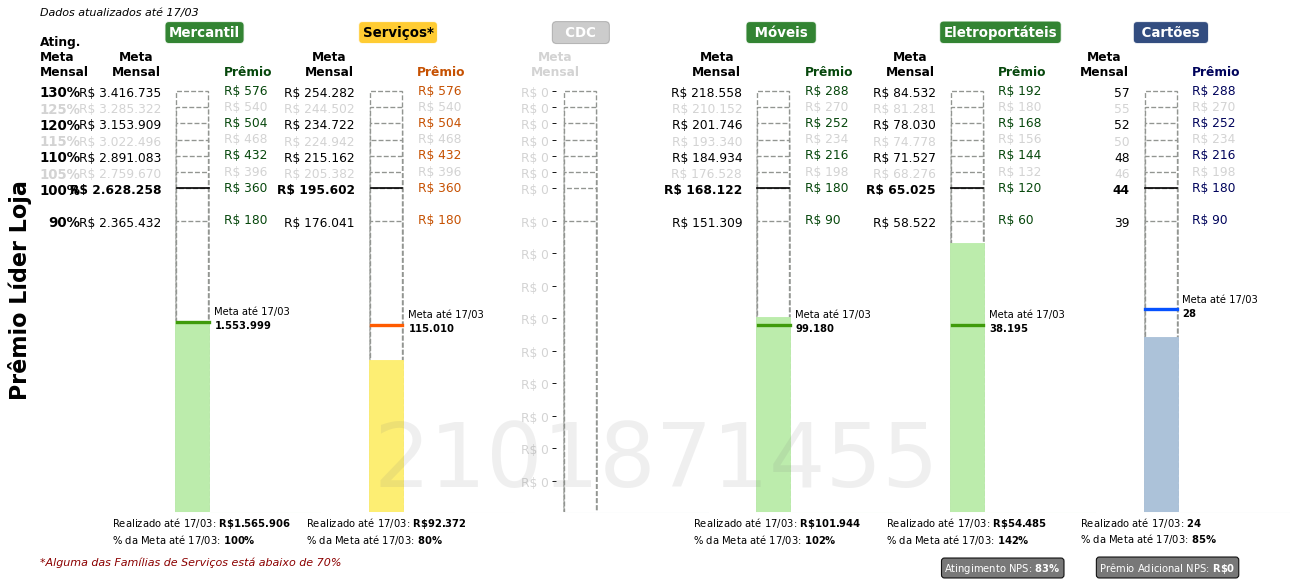 Dados atualizados até 17/03
Mercantil Serviços* CDC Móveis Eletroportáteis Cartões
Ating.
Meta Meta Meta Meta Meta Meta Meta
Mensal Mensal Prêmio Mensal Prêmio Mensal Mensal Prêmio Mensal Prêmio Mensal Prêmio
130% R$ 3.416.735 R$ 576 R$ 254.282 R$ 576 R$ 0 R$ 218.558 R$ 288 R$ 84.532 R$ 192 57 R$ 288
125% R$ 3.285.322 R$ 540 R$ 244.502 R$ 540 R$ 0 R$ 210.152 R$ 270 R$ 81.281 R$ 180 55 R$ 270
120% R$ 3.153.909 R$ 504 R$ 234.722 R$ 504 R$ 0 R$ 201.746 R$ 252 R$ 78.030 R$ 168 52 R$ 252
115% R$ 3.022.496 R$ 468 R$ 224.942 R$ 468 R$ 0 R$ 193.340 R$ 234 R$ 74.778 R$ 156 50 R$ 234
110% R$ 2.891.083 R$ 432 R$ 215.162 R$ 432 R$ 0 R$ 184.934 R$ 216 R$ 71.527 R$ 144 48 R$ 216
105% R$ 2.759.670 R$ 396 R$ 205.382 R$ 396 R$ 0 R$ 176.528 R$ 198 R$ 68.276 R$ 132 46 R$ 198
100% R$ 2.628.258 R$ 360 R$ 195.602 R$ 360 R$ 0 R$ 168.122 R$ 180 R$ 65.025 R$ 120 44 R$ 180
90% R$ 2.365.432 R$ 180 R$ 176.041 R$ 180 R$ 0 R$ 151.309 R$ 90 R$ 58.522 R$ 60 39 R$ 90
R$ 0
R$ 0
R$ 0
R$ 0
R$ 0
R$ 0
R$ 0
R$ 0
Prêmio Líder Loja
Meta até 17/03 Meta até 17/03 Meta até 17/03 Meta até 17/03 Meta até 17/03
1.553.999 115.010 99.180 38.195 28
2101871455
Realizado até 17/03: R$1.565.906 Realizado até 17/03: R$92.372 Realizado até 17/03: R$101.944 Realizado até 17/03: R$54.485 Realizado até 17/03: 24
% da Meta até 17/03: 100% % da Meta até 17/03: 80% % da Meta até 17/03: 102% % da Meta até 17/03: 142% % da Meta até 17/03: 85%
*Alguma das Famílias de Serviços está abaixo de 70%
Atingimento NPS: 83% Prêmio Adicional NPS: R$0